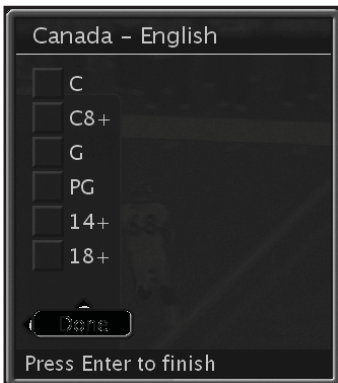 Canada – English
C
C8+
G
PG
14+
18+
Done
Press Enter to finish